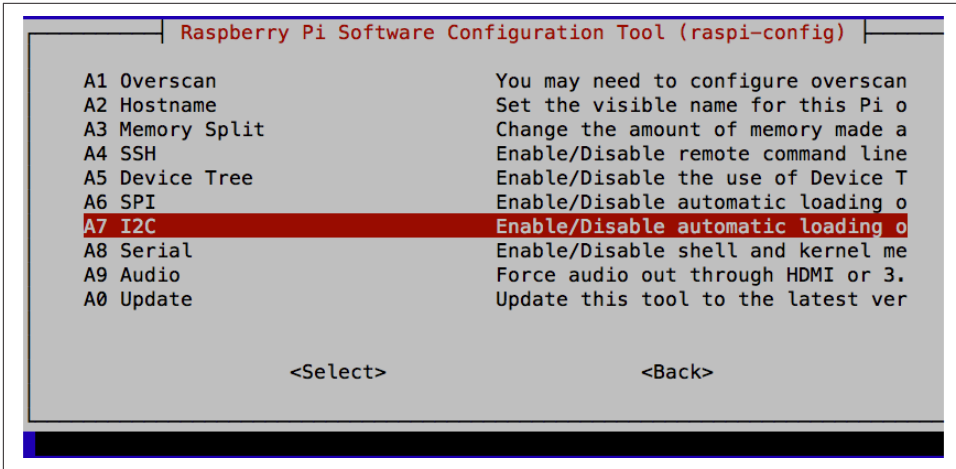 Raspberry Pi Software Configuration Tool (raspi-config)
A1 Overscan You may need to configure overscan
A2 Hostname Set the visible name for this Pi o
A3 Memory Split Change the amount of memory made a
A4 SSH Enable/Disable remote command line
A5 Device Tree Enable/Disable the use of Device T
A6 SPI Enable/Disable automatic loading o
A7 I2C Enable/Disable automatic loading o
A8 Serial Enable/Disable shell and kernel me
A9 Audio Force audio out through HDMI or 3.
A0 Update Update this tool to the latest ver
<Select> <Back>